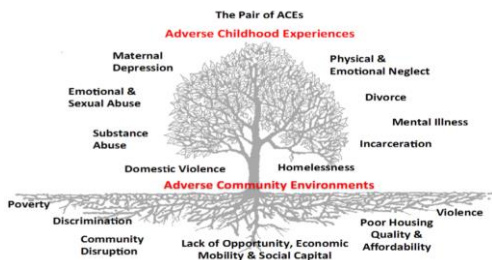 The Pair of ACEs
Adverse Childhood Experiences
Maternal
Depression
Physical &
Emotional Neglect
Emotional &
Sexual Abuse
Divorce
Mental Illness
Substance
Abuse
Incarceration
Domestic Violence
Homelessness
Adverse Community Environments
Poverty
Violence
Discrimination
Poor Housing
Quality &
Affordability
Community
Disruption
Lack of Opportunity, Economic
Mobility & Social Capital